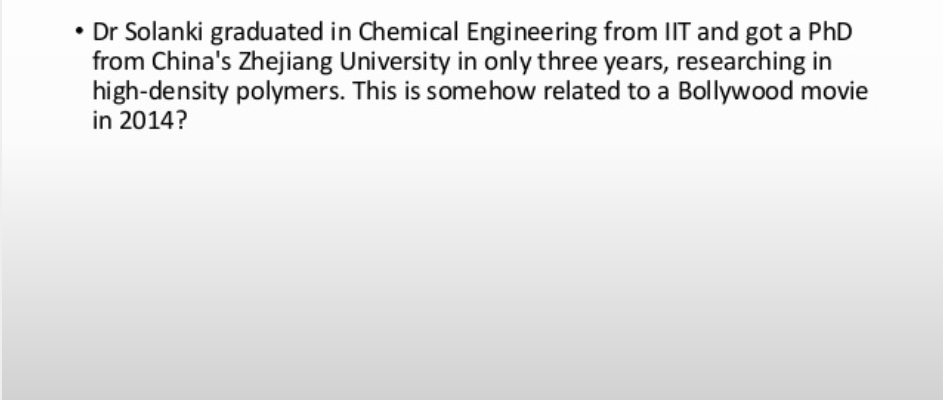 • Dr Solanki graduated in Chemical Engineering from IIT and got a PhD
from China's Zhejiang University in only three years, researching in
high-density polymers. This is somehow related to a Bollywood movie
in 2014?